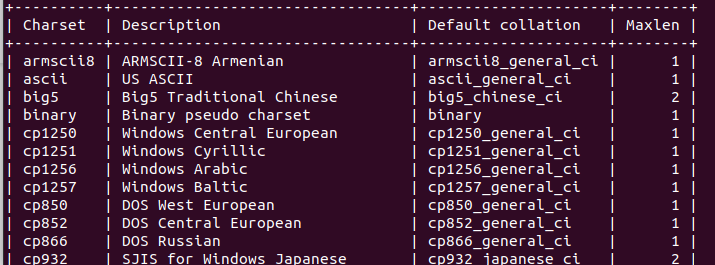 +----------+---------------------------------+---------------------+--------+
| Charset  | Description                     | Default collation   | Maxlen |
+----------+---------------------------------+---------------------+--------+
| armscii8 | ARMSCII-8 Armenian              | armscii8_general_ci |      1 |
| ascii    | US ASCII                        | ascii_general_ci    |      1 |
| big5     | Big5 Traditional Chinese        | big5_chinese_ci     |      2 |
| binary   | Binary pseudo charset           | binary              |      1 |
| cp1250   | Windows Central European        | cp1250_general_ci   |      1 |
| cp1251   | Windows Cyrillic                | cp1251_general_ci   |      1 |
| cp1256   | Windows Arabic                  | cp1256_general_ci   |      1 |
| cp1257   | Windows Baltic                  | cp1257_general_ci   |      1 |
| cp850    | DOS West European               | cp850_general_ci    |      1 |
| cp852    | DOS Central European            | cp852_general_ci    |      1 |
| cp866    | DOS Russian                     | cp866_general_ci    |      1 |
| cp932    | SJIS for Windows Japanese       | cp932_japanese_ci   |      2 |